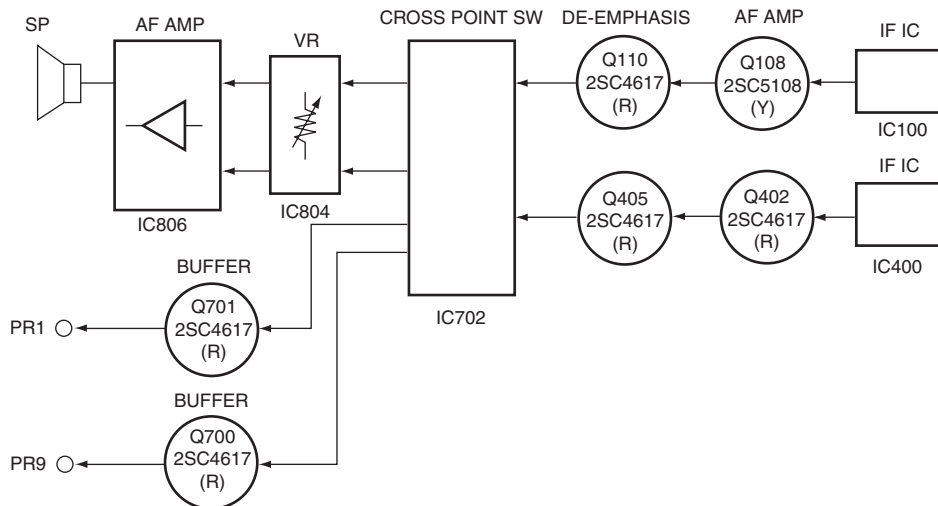 SP
AF AMP
VR
CROSS POINT SW
DE-EMPHASIS
AF AMP
IF IC
Q110
2SC4617
(R)
Q108
2SC5108
(Y)
IC100
IF IC
Q405
2SC4617
(R)
Q402
2SC4617
(R)
IC400
IC806
IC804
IC702
BUFFER
Q701
2SC4617
(R)
PR1
BUFFER
Q700
2SC4617
(R)
PR9